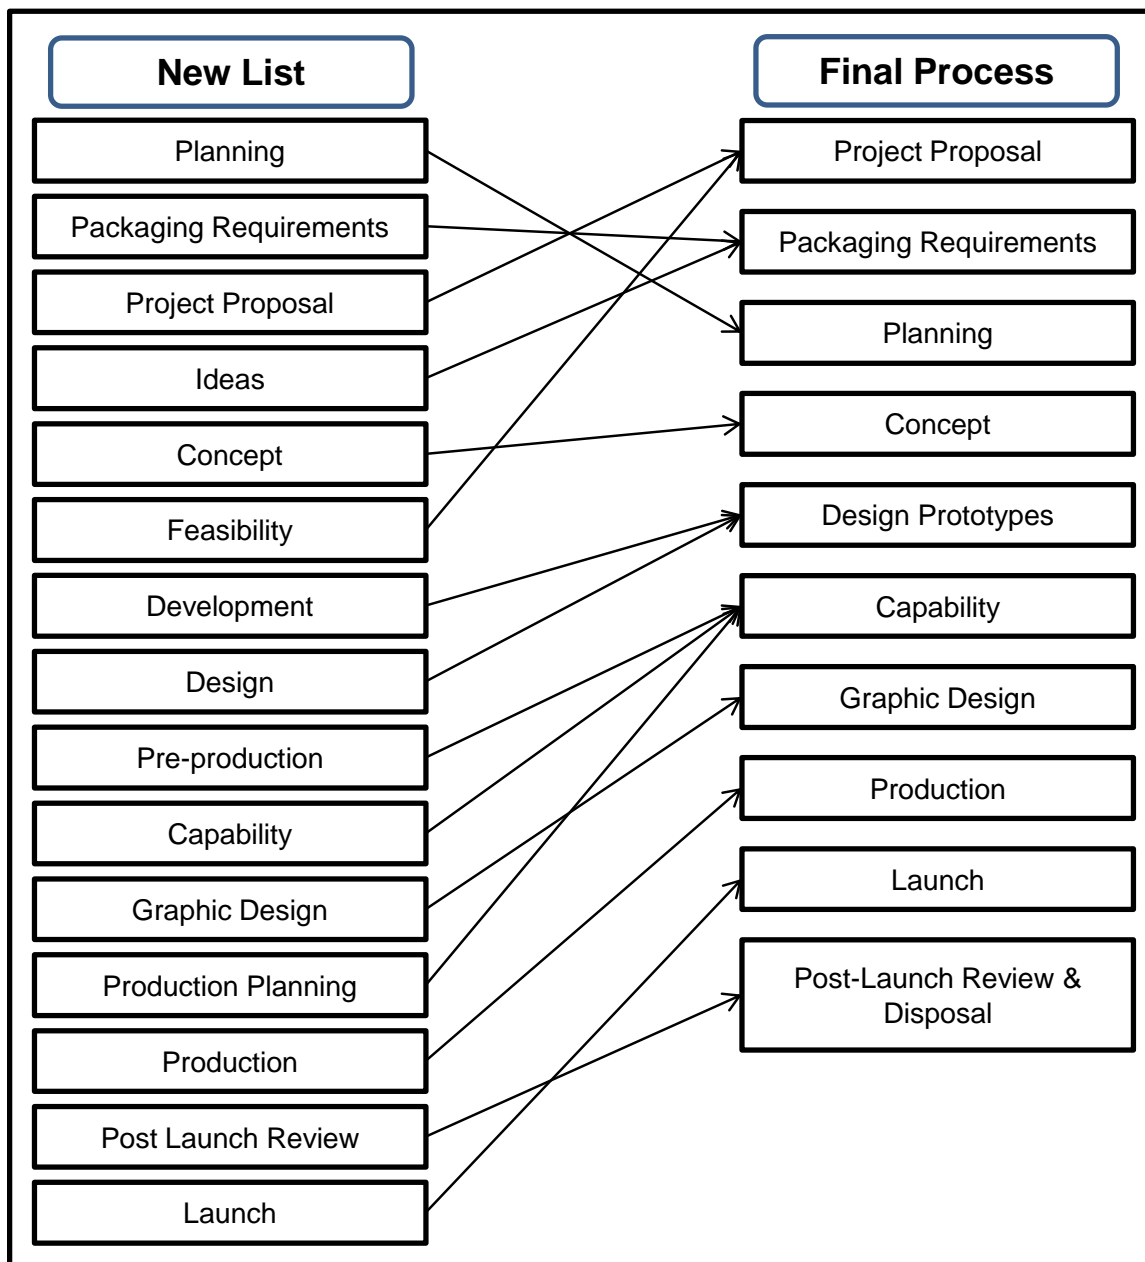 New List
Planning
Packaging Requirements
Project Proposal
Ideas
Concept
Feasibility
Development
Design
Pre-production
Capability
Graphic Design
Production Planning
Production
Post Launch Review
Launch
Final Process
Project Proposal
Packaging Requirements
Planning
Concept
Design Prototypes
Capability
Graphic Design
Production
Launch
Post-Launch Review &
Disposal